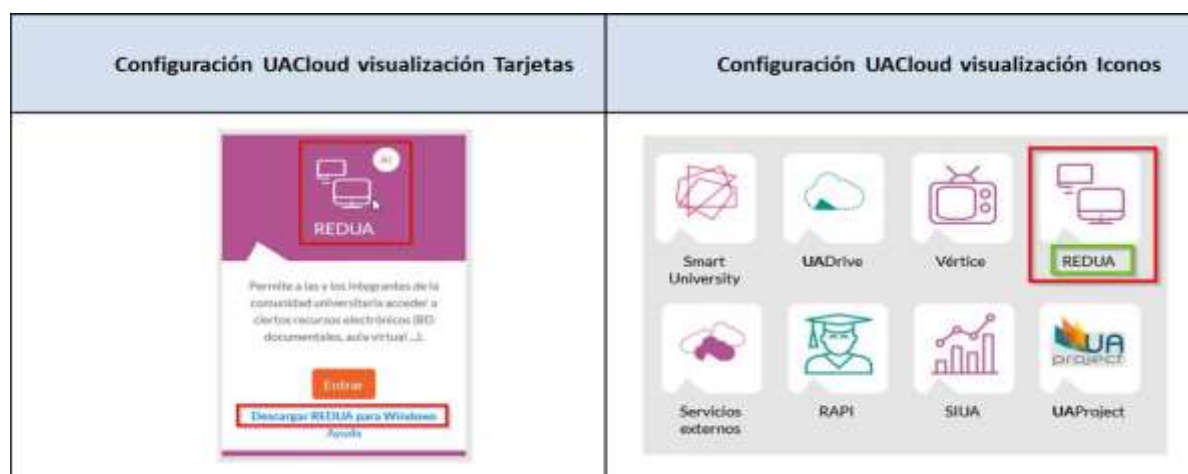 Configuración UACloud visualización Tarjetas
Configuración UACloud visualización Iconos
REDUA
Permite a las y los integrantes de la
comunidad universitaria acceder a
ciertos recursos electrónicos (BD
documentales, aula virtual ...).
Entrar
Descargar REDUA para Windows
Ayuda
Smart
University
UADrive
Vértice
REDUA
Servicios
externos
RAPI
SIUA
UA
project
UAProject